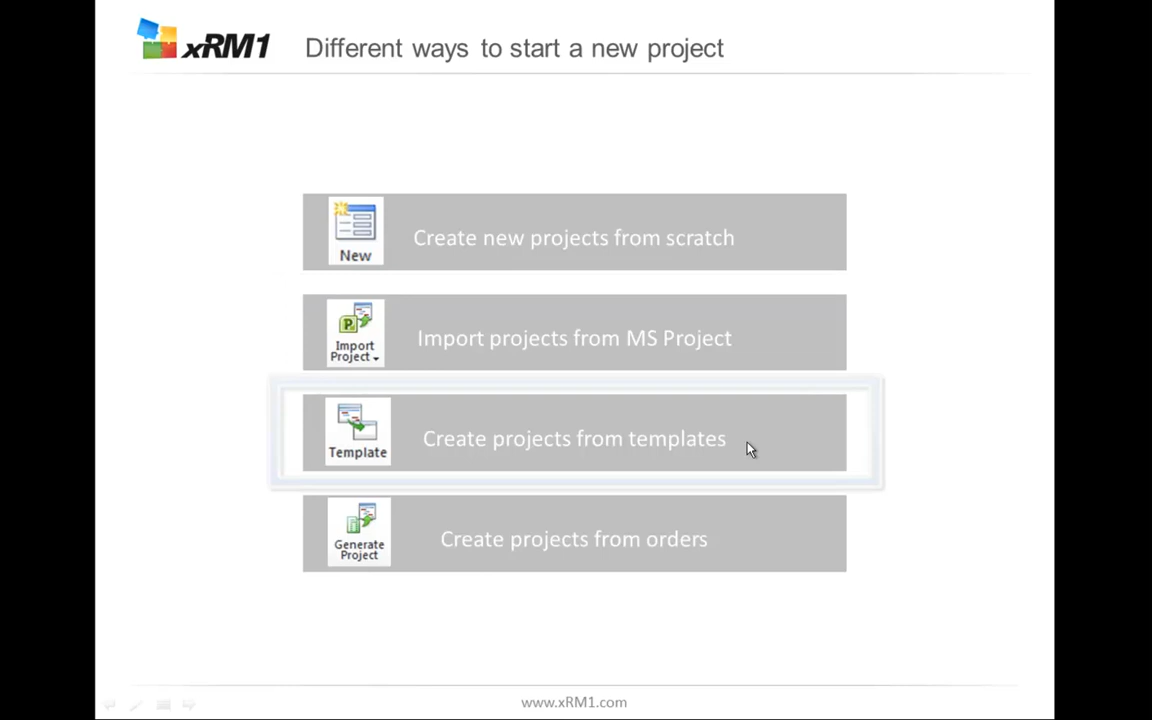 xRM1
Different ways to start a new project
New
Create new projects from scratch
Import
Project
Import projects from MS Project
Template
Create projects from templates
Generate
Project
Create projects from orders
www.xRM1.com